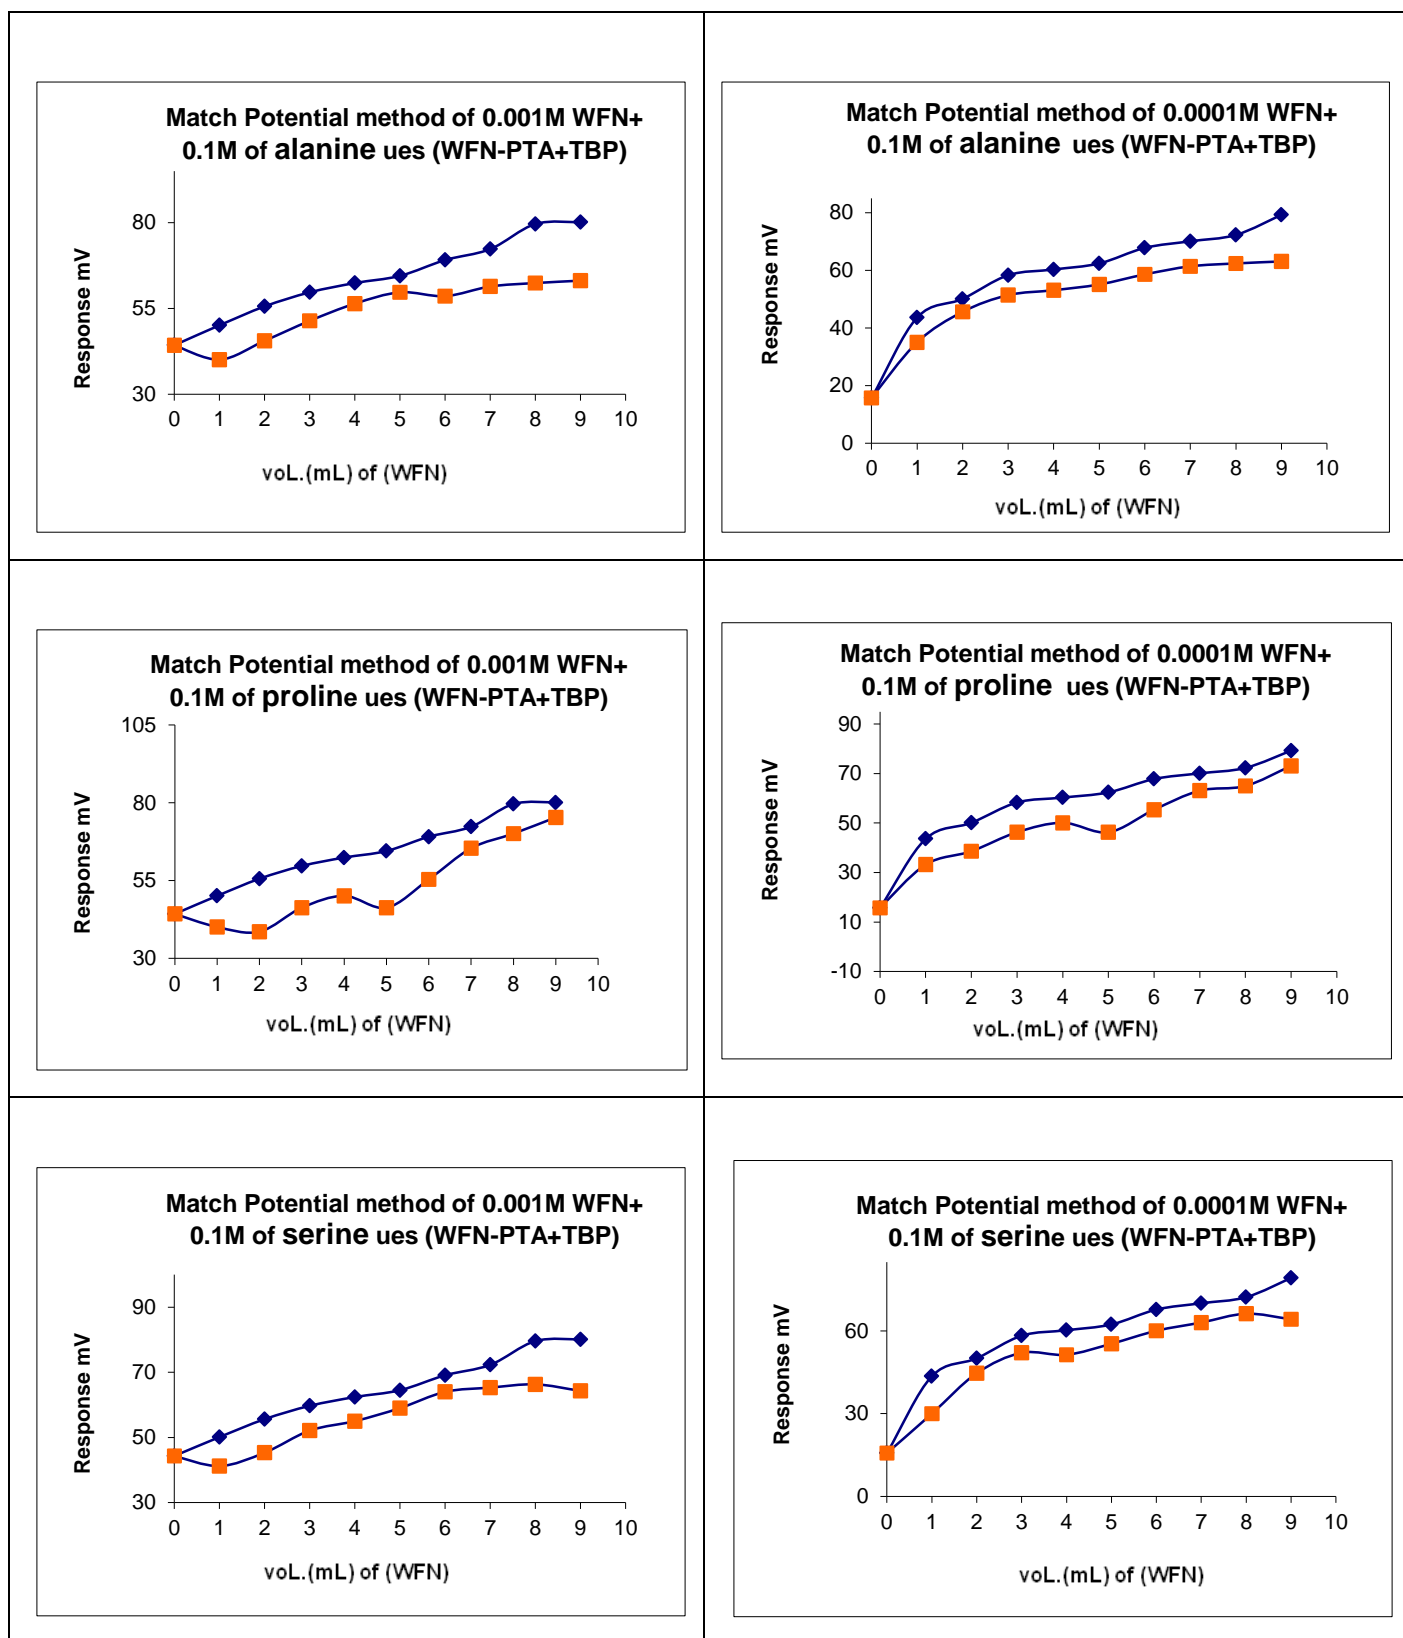 Match Potential method of 0.001M WFN+
0.1M of alanine ues (WFN-PTA+TBP)
80
55
30
Response mV
0 1 2 3 4 5 6 7 8 9 10
voL.(mL) of (WFN)
Match Potential method of 0.0001M WFN+
0.1M of alanine ues (WFN-PTA+TBP)
80
60
40
20
0
Response mV
0 1 2 3 4 5 6 7 8 9 10
voL.(mL) of (WFN)
Match Potential method of 0.001M WFN+
0.1M of proline ues (WFN-PTA+TBP)
105
80
55
30
Response mV
0 1 2 3 4 5 6 7 8 9 10
voL.(mL) of (WFN)
Match Potential method of 0.0001M WFN+
0.1M of proline ues (WFN-PTA+TBP)
90
70
50
30
10
-10
Response mV
0 1 2 3 4 5 6 7 8 9 10
voL.(mL) of (WFN)
Match Potential method of 0.001M WFN+
0.1M of serine ues (WFN-PTA+TBP)
90
70
50
30
Response mV
0 1 2 3 4 5 6 7 8 9 10
voL.(mL) of (WFN)
Match Potential method of 0.0001M WFN+
0.1M of serine ues (WFN-PTA+TBP)
60
30
0
Response mV
0 1 2 3 4 5 6 7 8 9 10
voL.(mL) of (WFN)